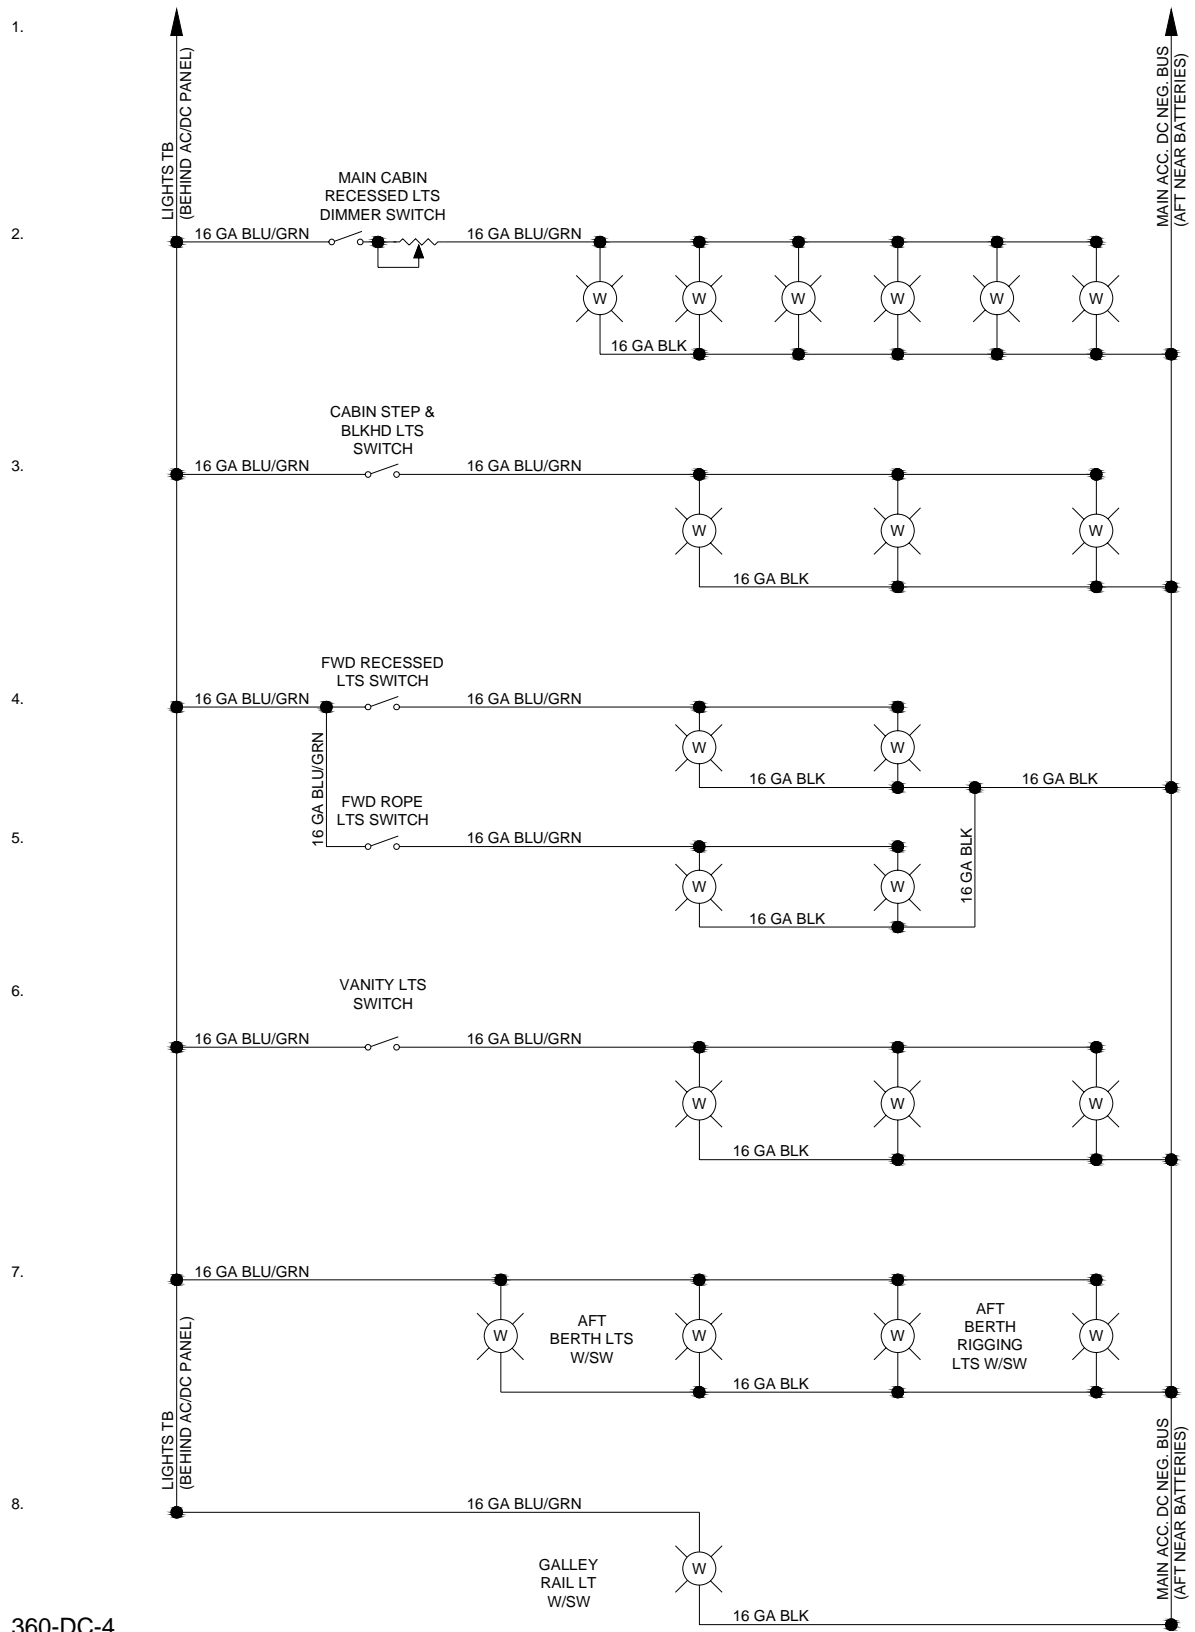 1.
LIGHTS TB
(BEHIND AC/DC PANEL)
MAIN ACC. DC NEG. BUS
(AFT NEAR BATTERIES)
MAIN CABIN
RECESSED LTS
DIMMER SWITCH
2.
16 GA BLU/GRN
16 GA BLU/GRN
W
W
W
W
W
W
16 GA BLK
CABIN STEP &
BLKHD LTS
SWITCH
3.
16 GA BLU/GRN
16 GA BLU/GRN
W
W
W
16 GA BLK
FWD RECESSED
LTS SWITCH
4.
16 GA BLU/GRN
16 GA BLU/GRN
W
W
16 GA BLK
16 GA BLK
16 GA BLU/GRN
FWD ROPE
LTS SWITCH
5.
16 GA BLU/GRN
16 GA BLK
W
W
16 GA BLK
6.
VANITY LTS
SWITCH
16 GA BLU/GRN
16 GA BLU/GRN
W
W
W
16 GA BLK
7.
16 GA BLU/GRN
W
AFT
BERTH LTS
W/SW
W
W
AFT
BERTH
RIGGING
LTS W/SW
W
16 GA BLK
LIGHTS TB
(BEHIND AC/DC PANEL)
MAIN ACC. DC NEG. BUS
(AFT NEAR BATTERIES)
8.
16 GA BLU/GRN
GALLEY
RAIL LT
W/SW
W
16 GA BLK
360-DC-4